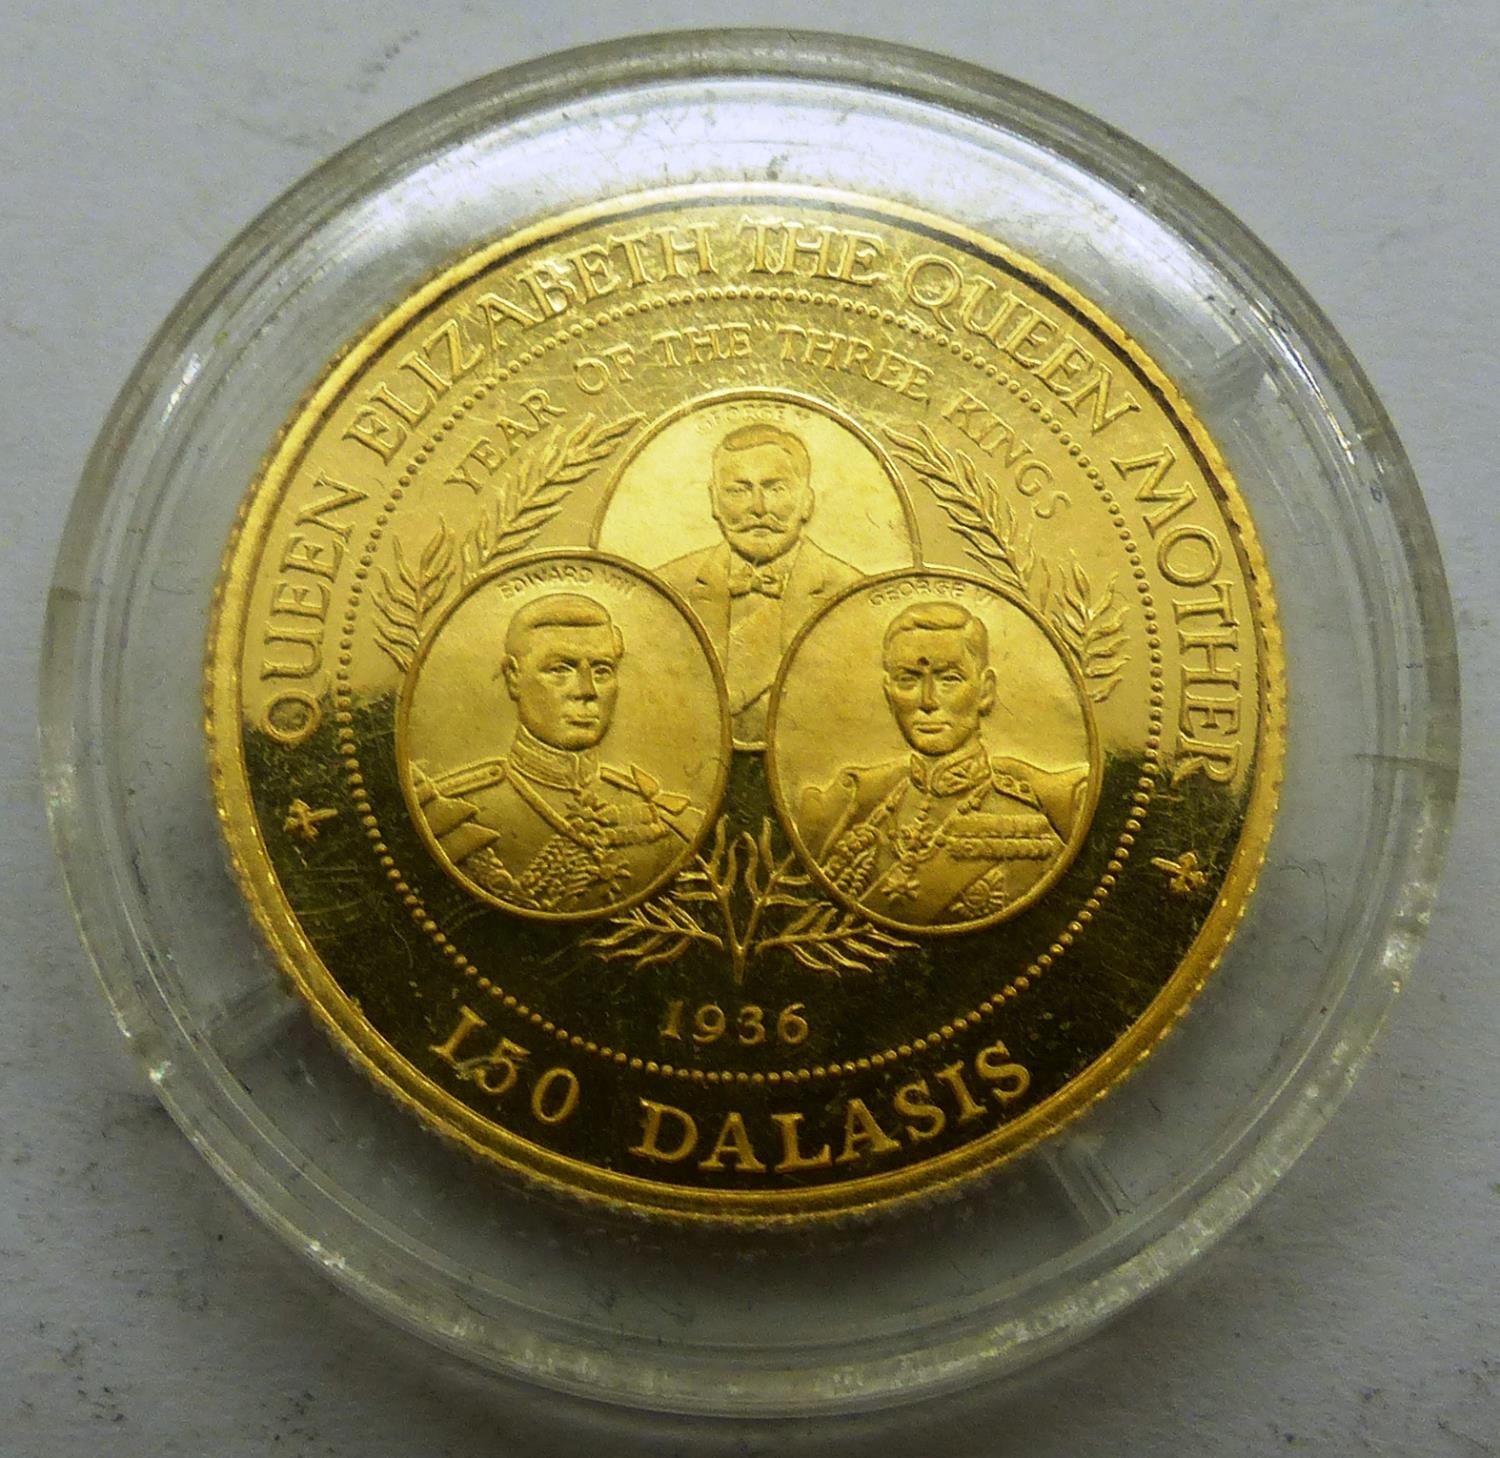 QUEEN ELIZABETH THE QUEEN MOTHER
YEAR OF THE "THREE KINGS
GEORGE V
EDWARD VIII
GEORGE VI
1936
150 DALASIS